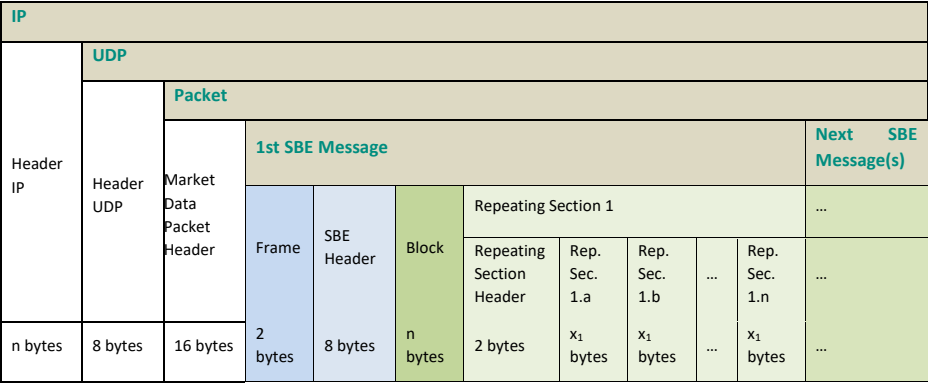 IP
UDP
Packet
1st SBE Message
Next SBE
Message(s)
Header
IP
Header
UDP
Market
Data
Packet
Header
Frame
SBE
Header
Block
Repeating Section 1
…
Repeating
Section
Header
Rep.
Sec.
1.a
Rep.
Sec.
1.b
…
Rep.
Sec.
1.n
…
n bytes
8 bytes
16 bytes
2
bytes
8 bytes
n
bytes
2 bytes
x₁
bytes
x₁
bytes
…
x₁
bytes
…